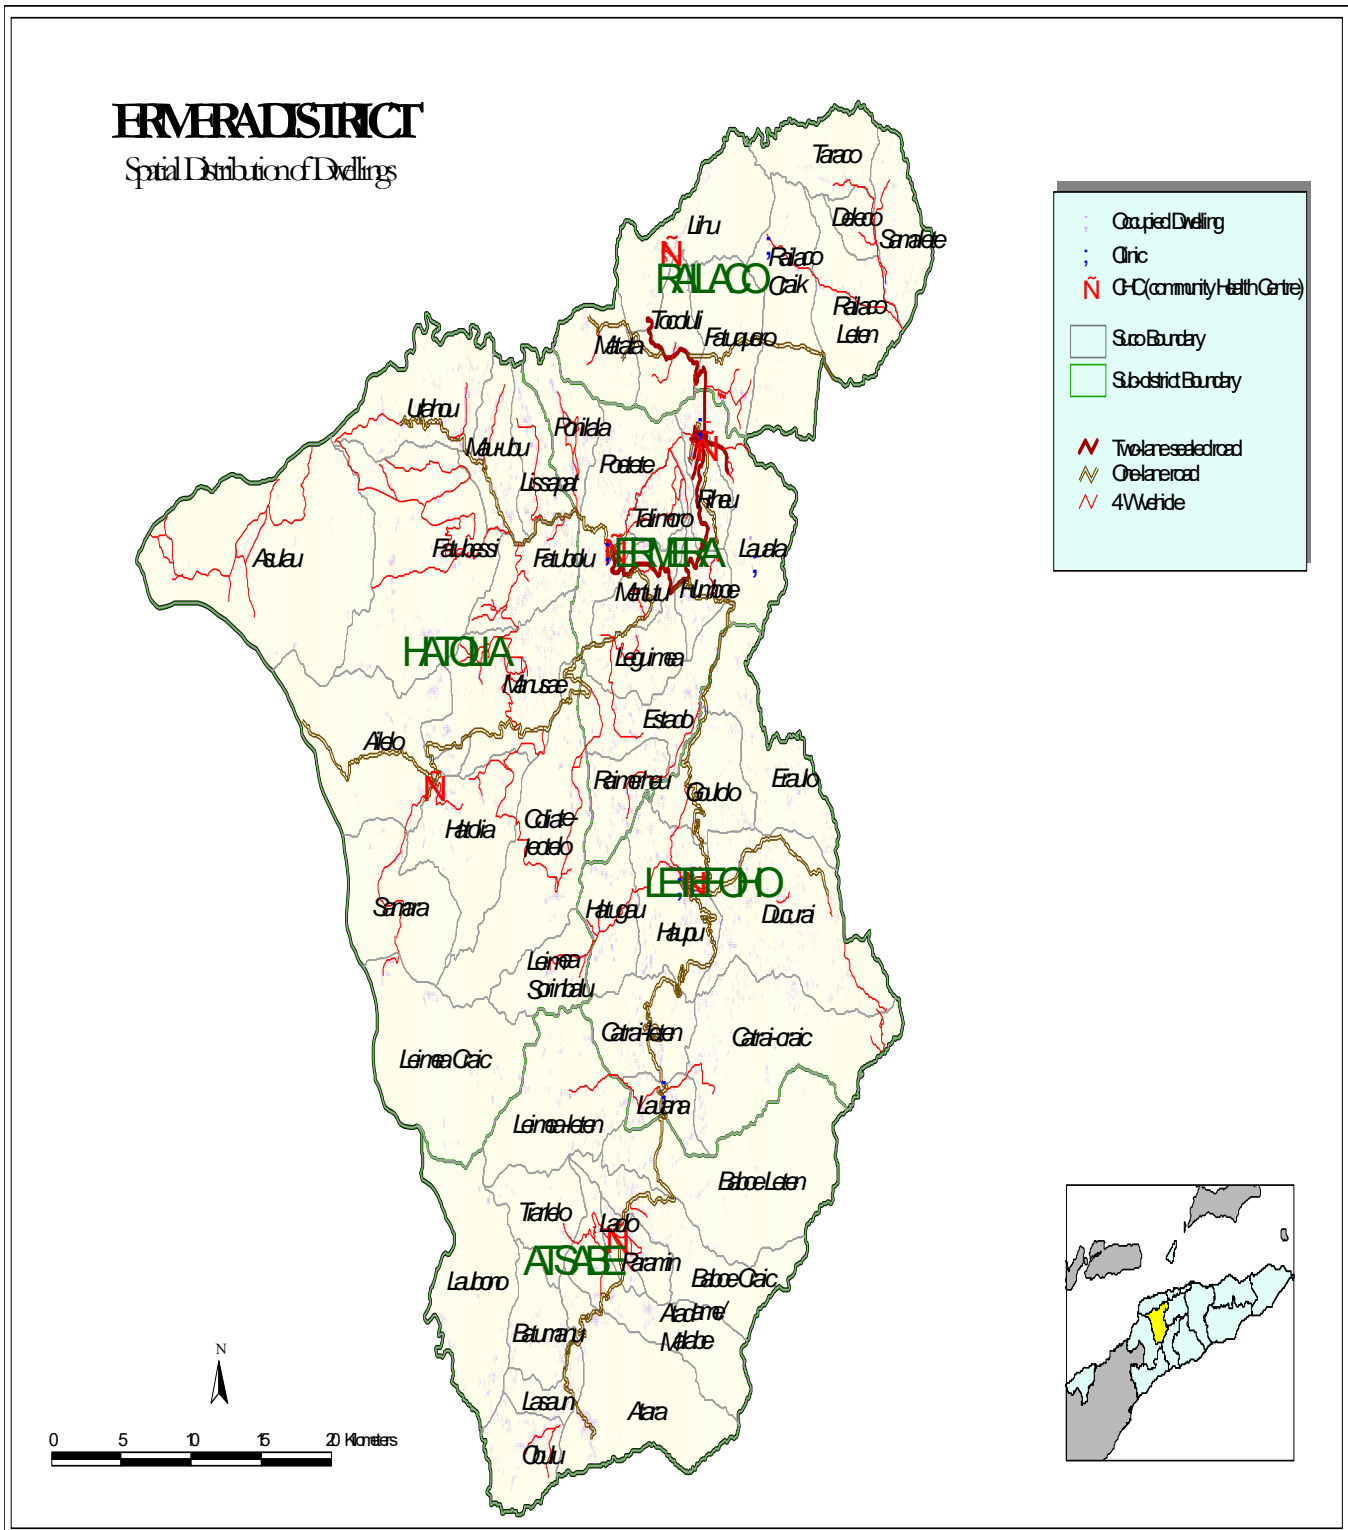 ERMERA DISTRICT
Spatial Distribution of Dwellings
Occupied Dwelling
Clinic
Ñ CHC (community Health Centre)
Suco Boundary
Sub-district Boundary
Two-lane sealed road
One-lane road
4 W vehicle
Taraco
Deleco
Samalete
Lihu
Ñ
RAILACO
Railaco
Craik
Railaco
Leten
Tocoluli
Fatuquero
Matata
Urahou
Mau-ubu
Ponilala
Poetete
Lissapat
Ñ
Riheu
Talimoro
Fatubessi
Fatubolu
Ñ
ERMERA
Lauala
Asulau
Mertutu
Humboe
HATOLIA
Leguimea
Manusae
Estado
Ailelo
Raimerheu
Goulolo
Eraulo
Ñ
Hatolia
Coliate-
leotelo
LETEFOHO
Ñ
Samara
Hatugau
Ducurai
Haupu
Leimea
Sorinbalu
Catrai-leten
Catrai-craic
Leimea Craic
Lauana
Leimea-leten
Baboe Leten
Tiarlelo
Laclo
Ñ
ATSABE
Paramin
Laubono
Baboe Craic
Atadame/
Malabe
Batumanu
Lasaun
Atara
Obulu
N
0 5 10 15 20 Kilometers